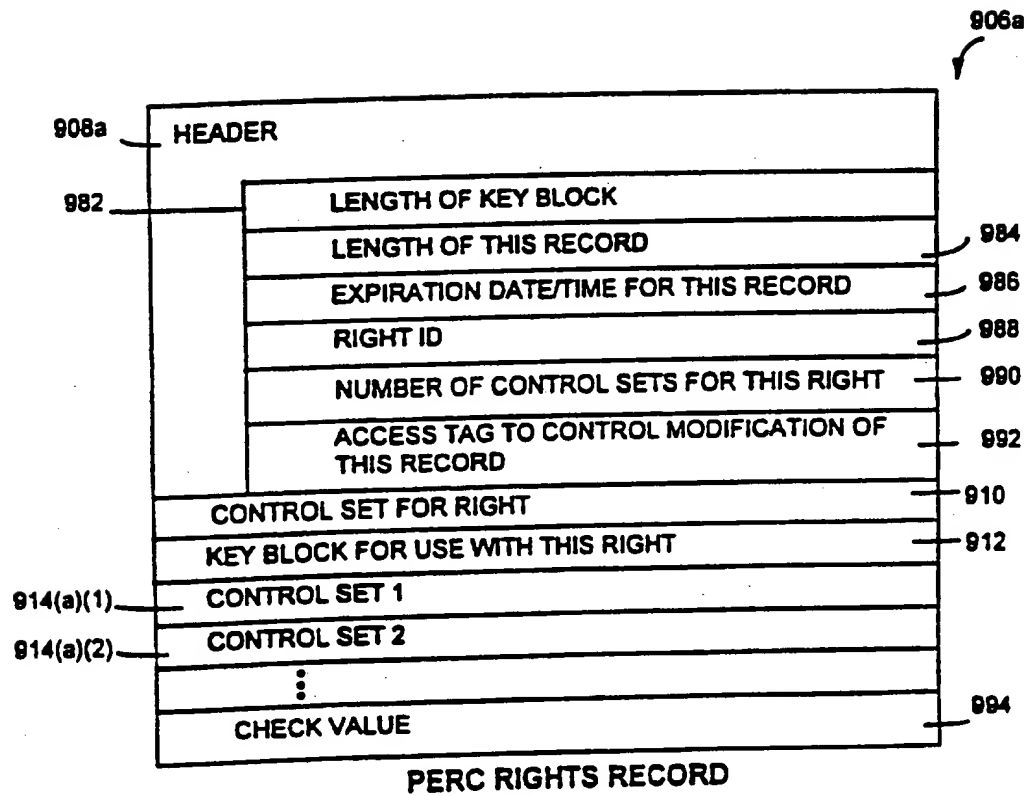 906a
908a
HEADER
982
LENGTH OF KEY BLOCK
LENGTH OF THIS RECORD
984
EXPIRATION DATE/TIME FOR THIS RECORD
986
RIGHT ID
988
NUMBER OF CONTROL SETS FOR THIS RIGHT
990
ACCESS TAG TO CONTROL MODIFICATION OF
THIS RECORD
992
CONTROL SET FOR RIGHT
910
KEY BLOCK FOR USE WITH THIS RIGHT
912
914(a)(1)
CONTROL SET 1
914(a)(2)
CONTROL SET 2
CHECK VALUE
994
PERC RIGHTS RECORD